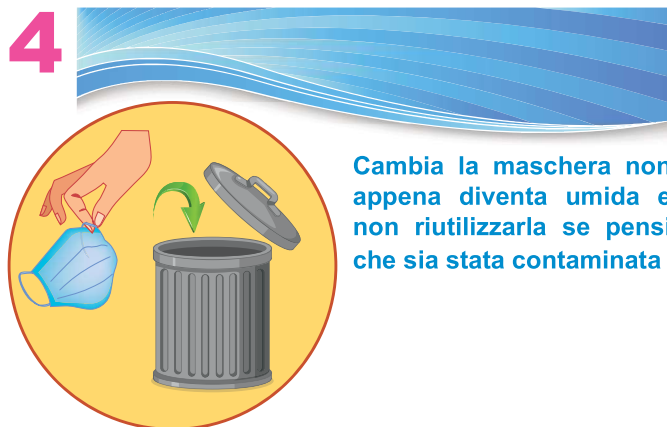 4
Cambia la maschera non
appena diventa umida e
non riutilizzarla se pensi
che sia stata contaminata